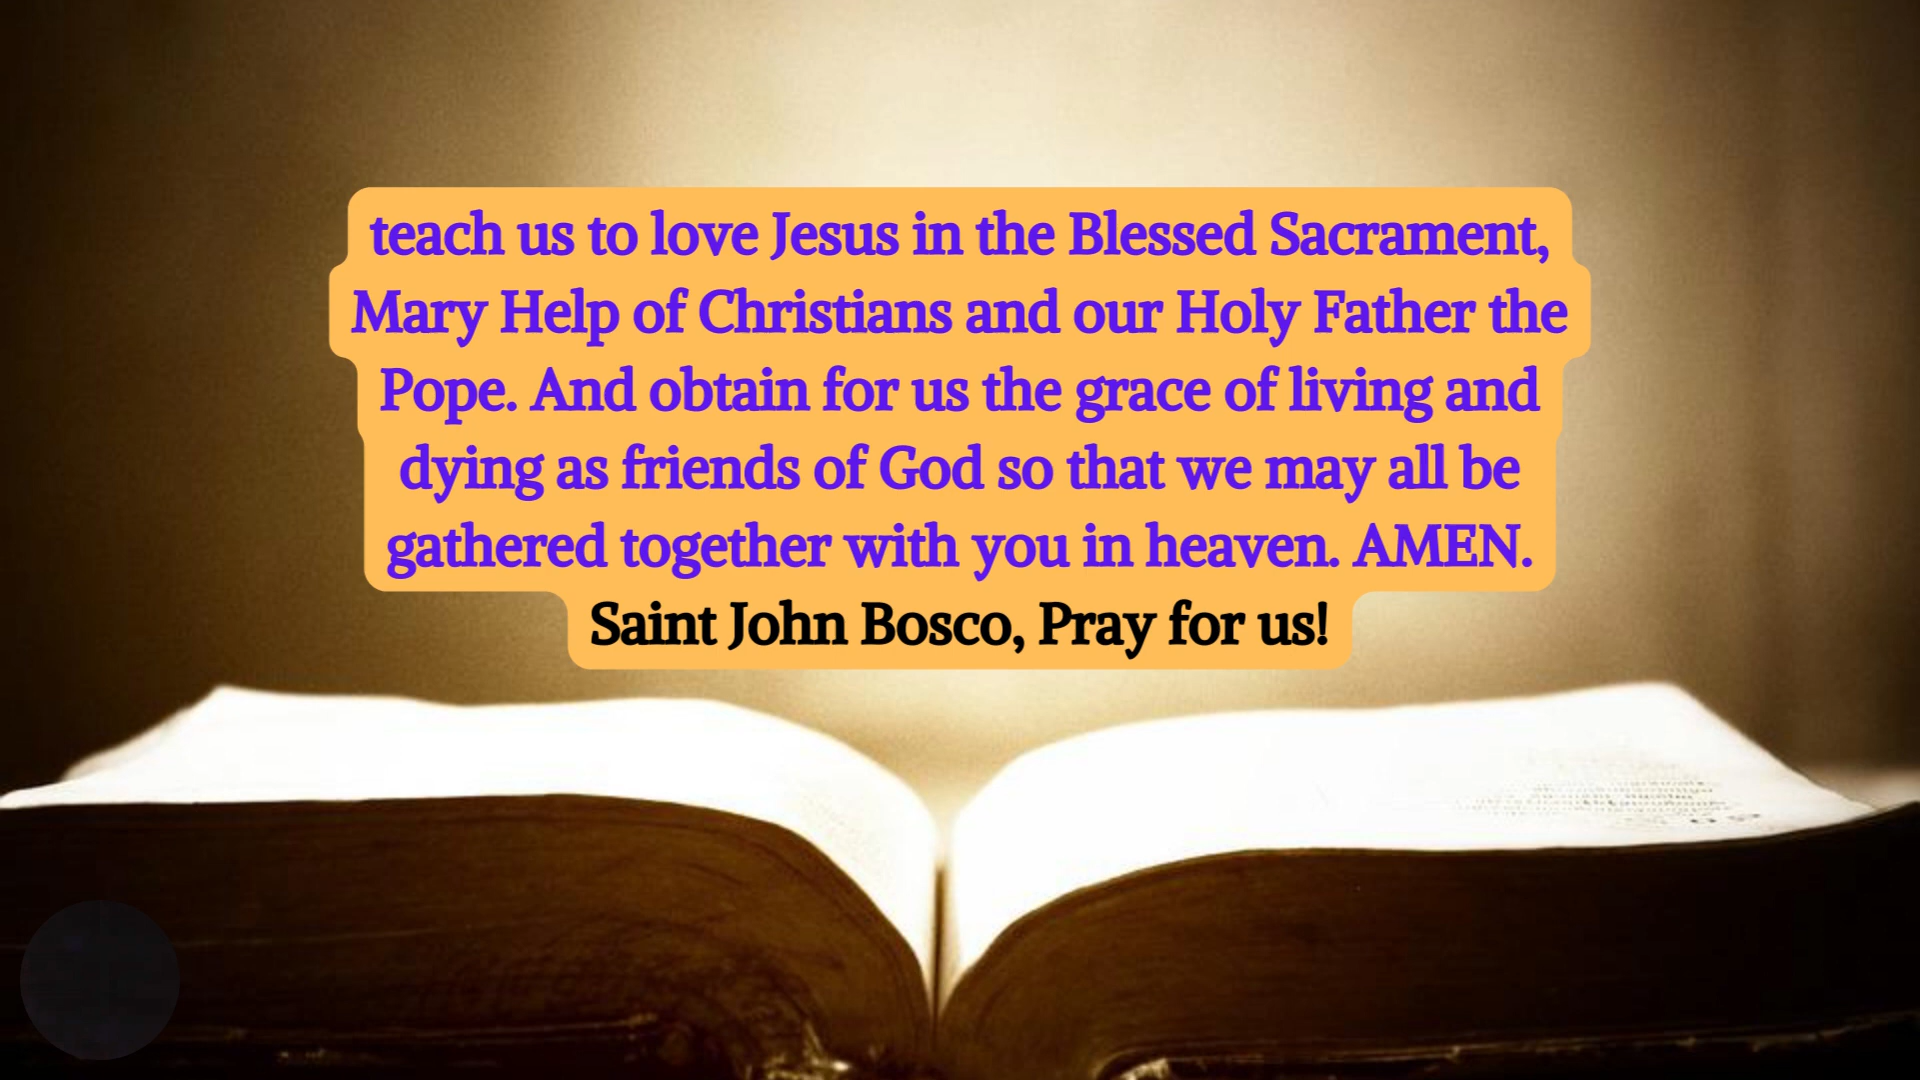 teach us to love Jesus in the Blessed Sacrament,
Mary Help of Christians and our Holy Father the
Pope. And obtain for us the grace of living and
dying as friends of God so that we may all be
gathered together with you in heaven. AMEN.
Saint John Bosco, Pray for us!